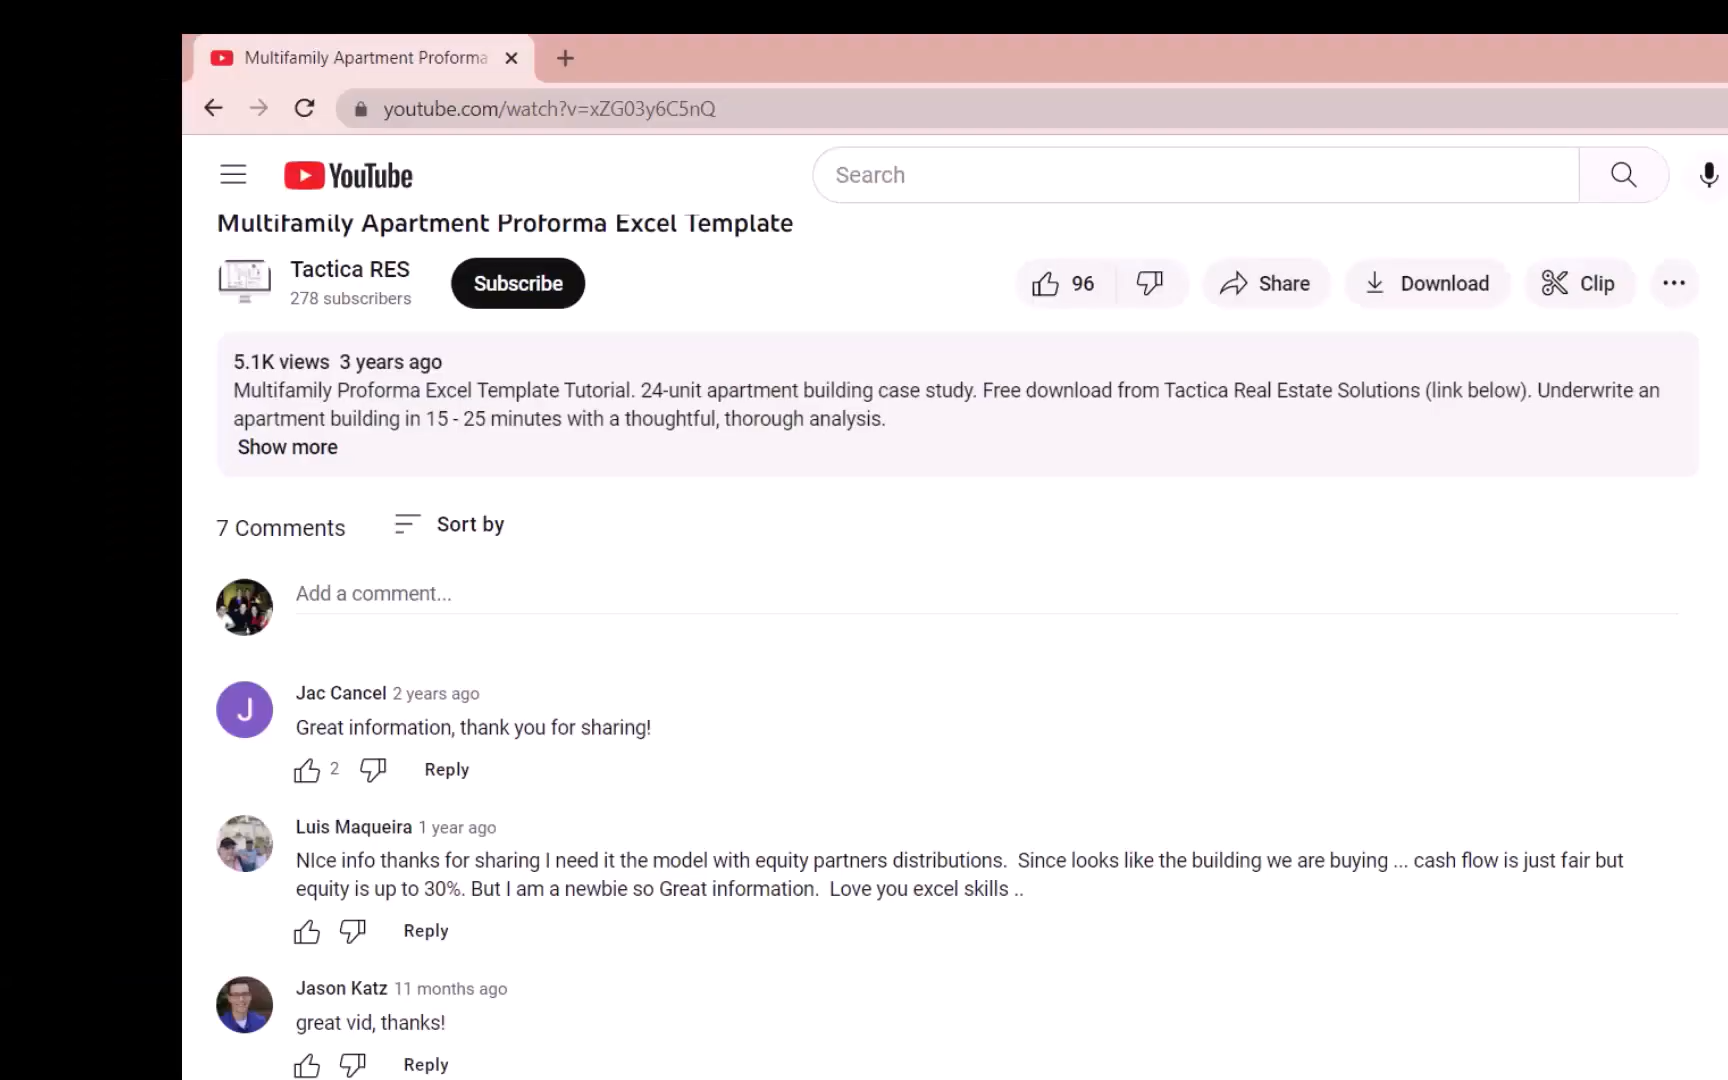 Multifamily Apartment Proforma
youtube.com/watch?v=xZG03y6C5nQ
YouTube
Search
Multifamily Apartment Proforma Excel Template
Tactica RES
278 subscribers
Subscribe
96
Share
Download
Clip
5.1K views 3 years ago
Multifamily Proforma Excel Template Tutorial. 24-unit apartment building case study. Free download from Tactica Real Estate Solutions (link below). Underwrite an
apartment building in 15 - 25 minutes with a thoughtful, thorough analysis.
Show more
7 Comments
Sort by
Add a comment...
J
Jac Cancel 2 years ago
Great information, thank you for sharing!
2
Reply
Luis Maqueira 1 year ago
NIce info thanks for sharing I need it the model with equity partners distributions. Since looks like the building we are buying ... cash flow is just fair but
equity is up to 30%. But I am a newbie so Great information. Love you excel skills ..
Reply
Jason Katz 11 months ago
great vid, thanks!
Reply